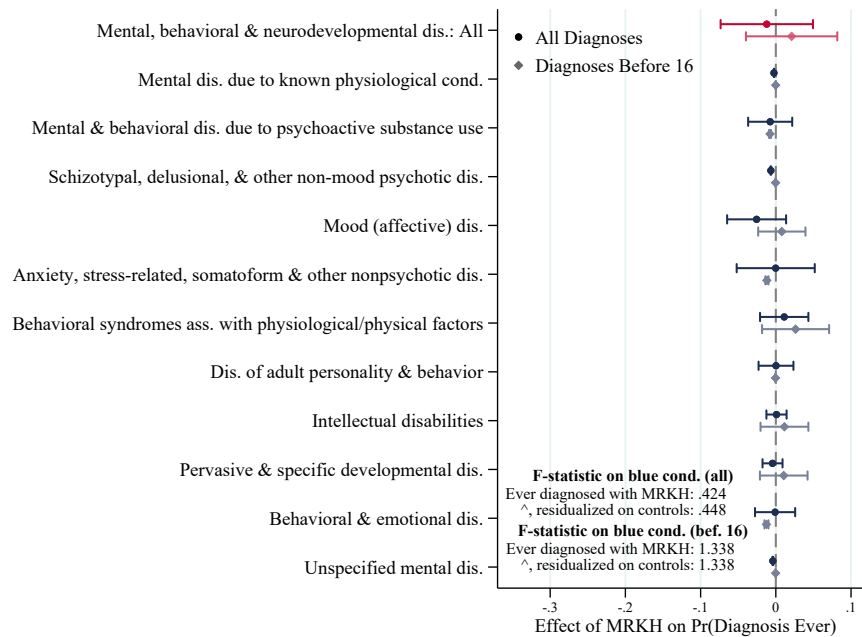 Mental, behavioral & neurodevelopmental dis.: All
All Diagnoses
Diagnoses Before 16
Mental dis. due to known physiological cond.
Mental & behavioral dis. due to psychoactive substance use
Schizotypal, delusional, & other non-mood psychotic dis.
Mood (affective) dis.
Anxiety, stress-related, somatoform & other nonpsychotic dis.
Behavioral syndromes ass. with physiological/physical factors
Dis. of adult personality & behavior
Intellectual disabilities
Pervasive & specific developmental dis.
F-statistic on blue cond. (all)
Ever diagnosed with MRKH: .424
^, residualized on controls: .448
Behavioral & emotional dis.
F-statistic on blue cond. (bef. 16)
Ever diagnosed with MRKH: 1.338
^, residualized on controls: 1.338
Unspecified mental dis.
-.3 -.2 -.1 0 .1
Effect of MRKH on Pr(Diagnosis Ever)